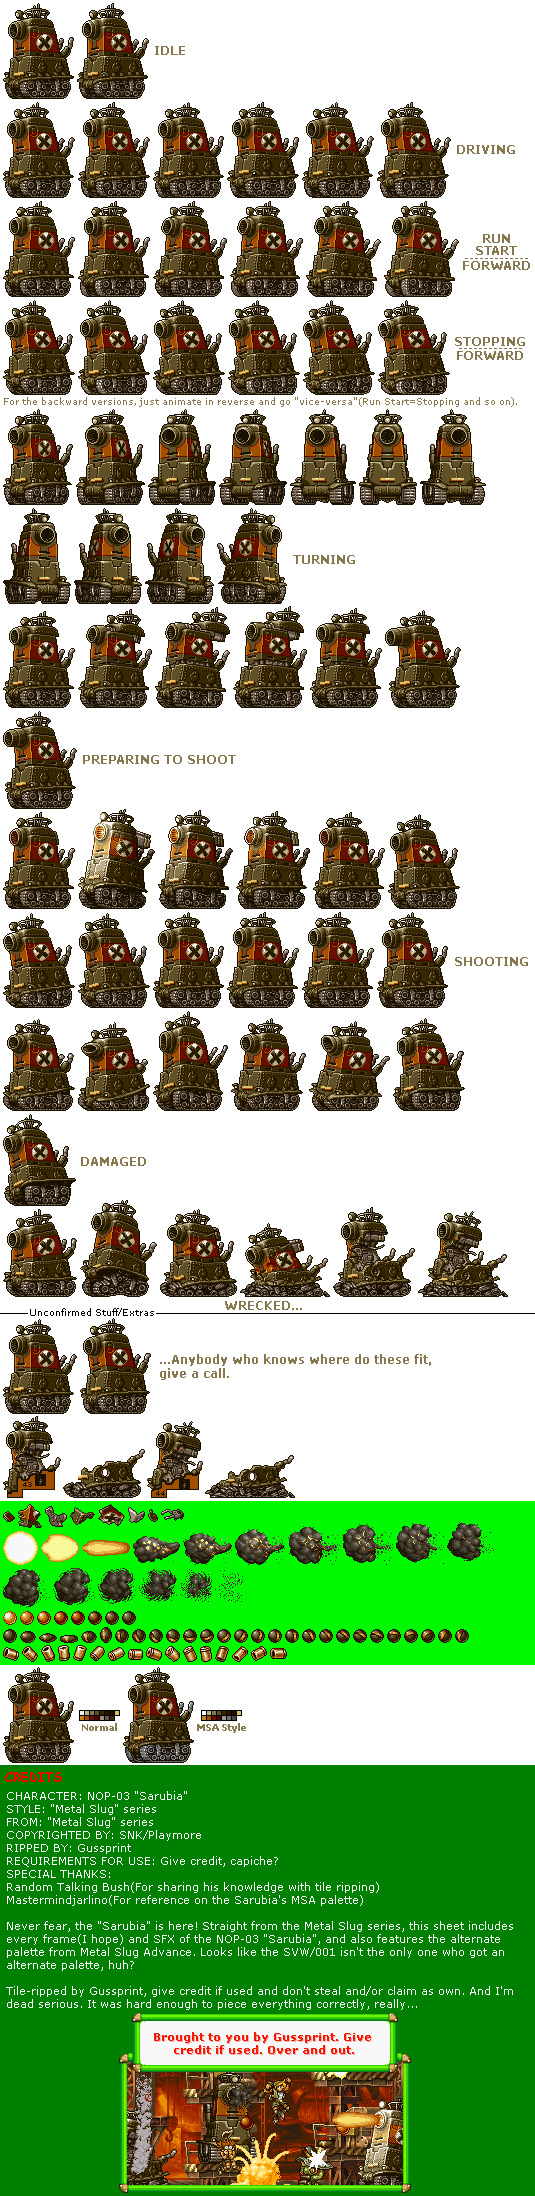 IDLE
DRIVING
RUN
START
FORWARD
STOPPING
FORWARD
For the backward versions, just animate in reverse and go "vice-versa"(Run Start=Stopping and so on).
TURNING
PREPARING TO SHOOT
SHOOTING
DAMAGED
WRECKED...
Unconfirmed Stuff/Extras
...Anybody who knows where do these fit,
give a call.
43
44
Normal
MSA Style
CREDITS
CHARACTER: NOP-03 "Sarubia"
STYLE: "Metal Slug" series
FROM: "Metal Slug" series
COPYRIGHTED BY: SNK/Playmore
RIPPED BY: Gussprint
REQUIREMENTS FOR USE: Give credit, capiche?
SPECIAL THANKS:
Random Talking Bush(For sharing his knowledge with tile ripping)
Mastermindjarlino(For reference on the Sarubia's MSA palette)
Never fear, the "Sarubia" is here! Straight from the Metal Slug series, this sheet includes
every frame(I hope) and SFX of the NOP-03 "Sarubia", and also features the alternate
palette from Metal Slug Advance. Looks like the SVW/001 isn't the only one who got an
alternate palette, huh?
Tile-ripped by Gussprint, give credit if used and don't steal and/or claim as own. And I'm
dead serious. It was hard enough to piece everything correctly, really...
Brought to you by Gussprint. Give
credit if used. Over and out.